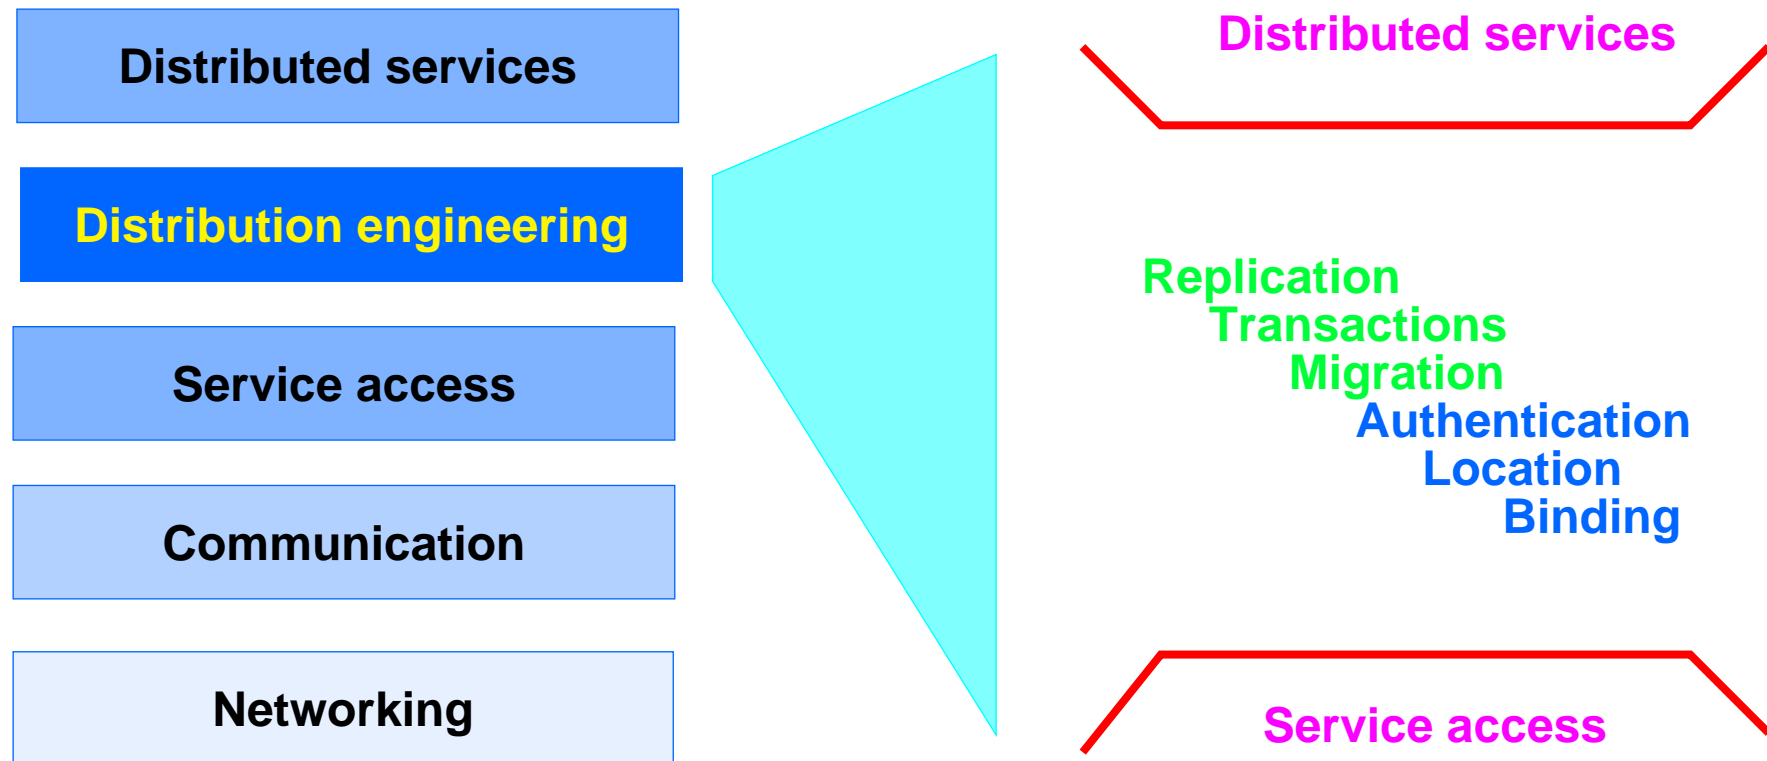 Distributed services
Distribution engineering
Service access
Communication
Networking
Distributed services
Replication
Transactions
Migration
Authentication
Location
Binding
Service access